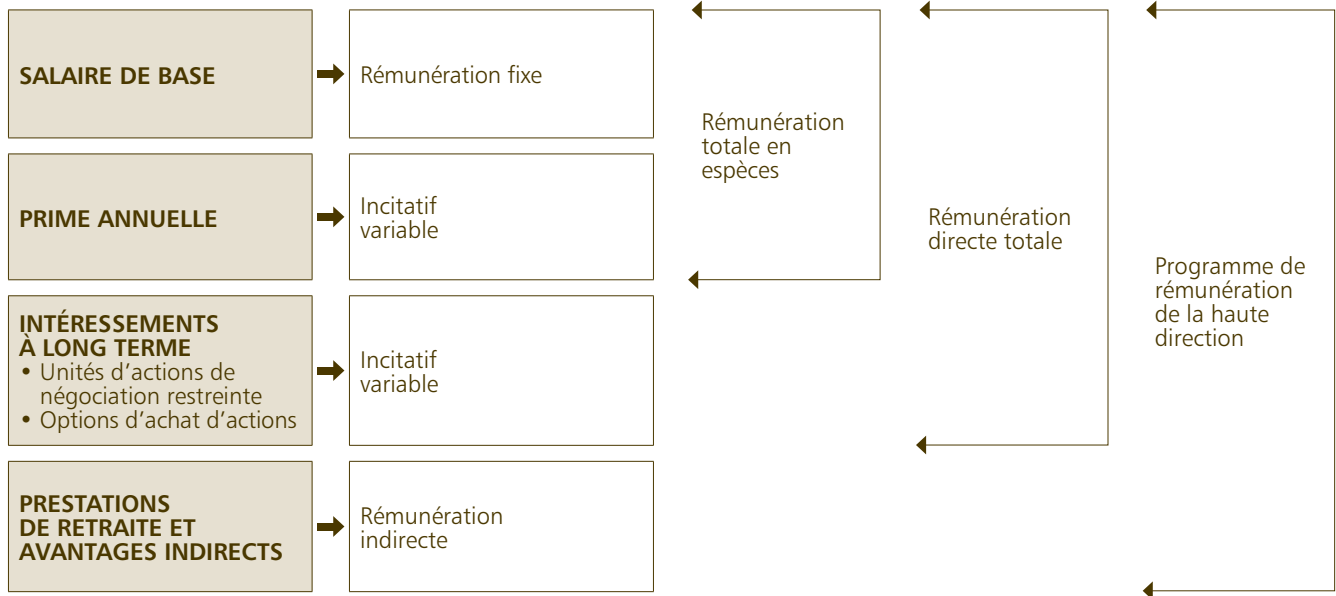 SALAIRE DE BASE
Rémunération fixe
PRIME ANNUELLE
Incitatif
variable
INTÉRESSEMENTS
À LONG TERME
• Unités d’actions de
négociation restreinte
• Options d’achat d’actions
Incitatif
variable
PRESTATIONS
DE RETRAITE ET
AVANTAGES INDIRECTS
Rémunération
indirecte
Rémunération
totale en
espèces
Rémunération
directe totale
Programme de
rémunération
de la haute
direction